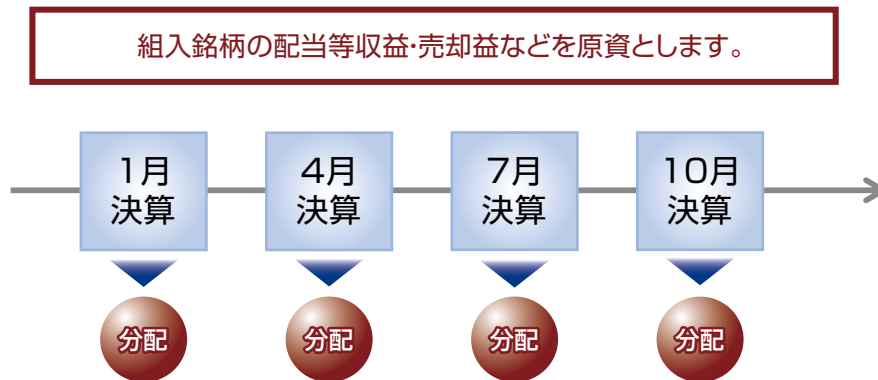 組入銘柄の配当等収益・売却益などを原資とします。
1月
決算
4月
決算
7月
決算
10月
決算
分配
分配
分配
分配